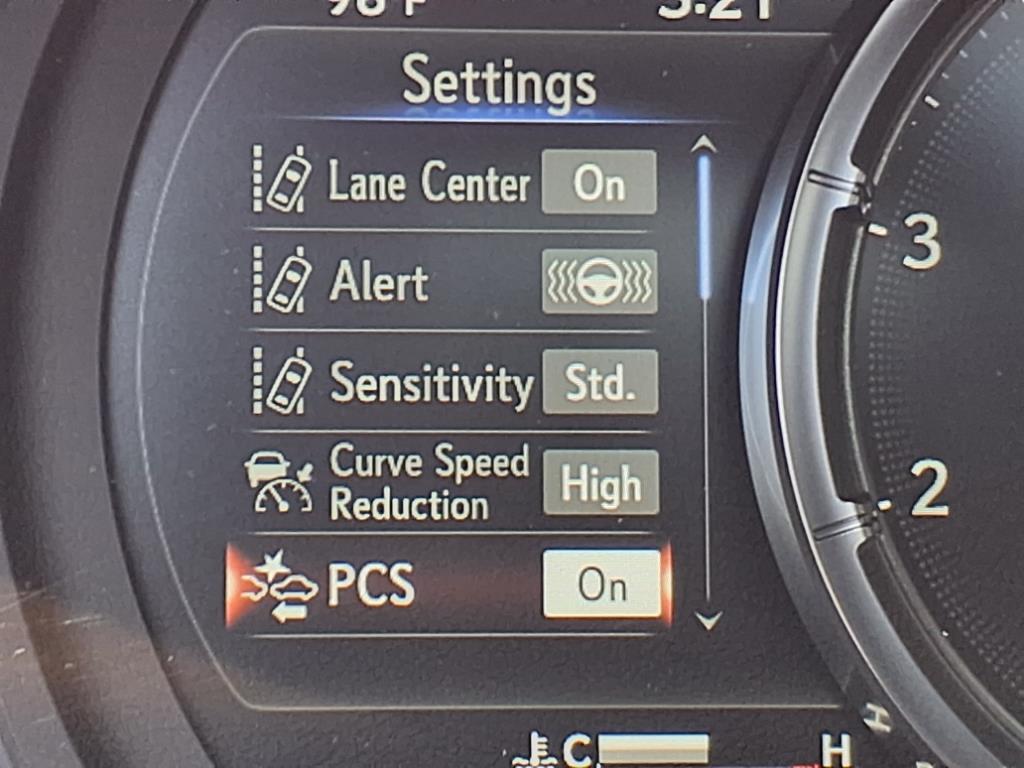 Settings
Lane Center On
Alert
Sensitivity Std.
Curve Speed
Reduction High
PCS On
3
2
C H